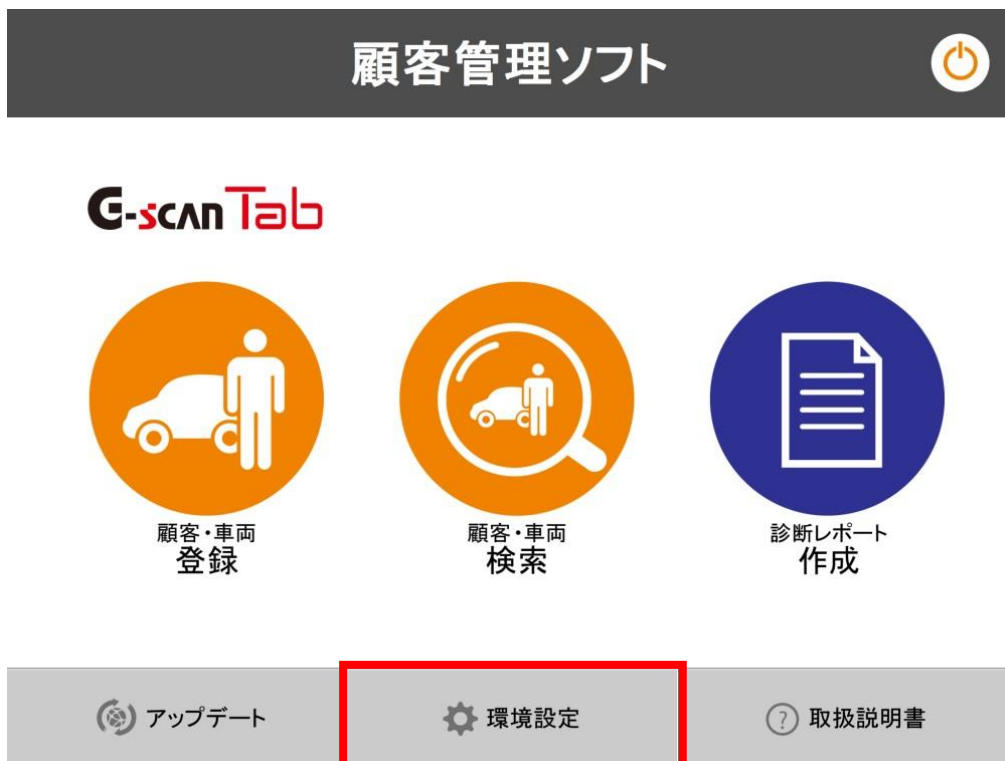 顧客管理ソフト
G-scan Tab
顧客・車両
登録
顧客・車両
検索
診断レポート
作成
アップデート
環境設定
? 取扱説明書